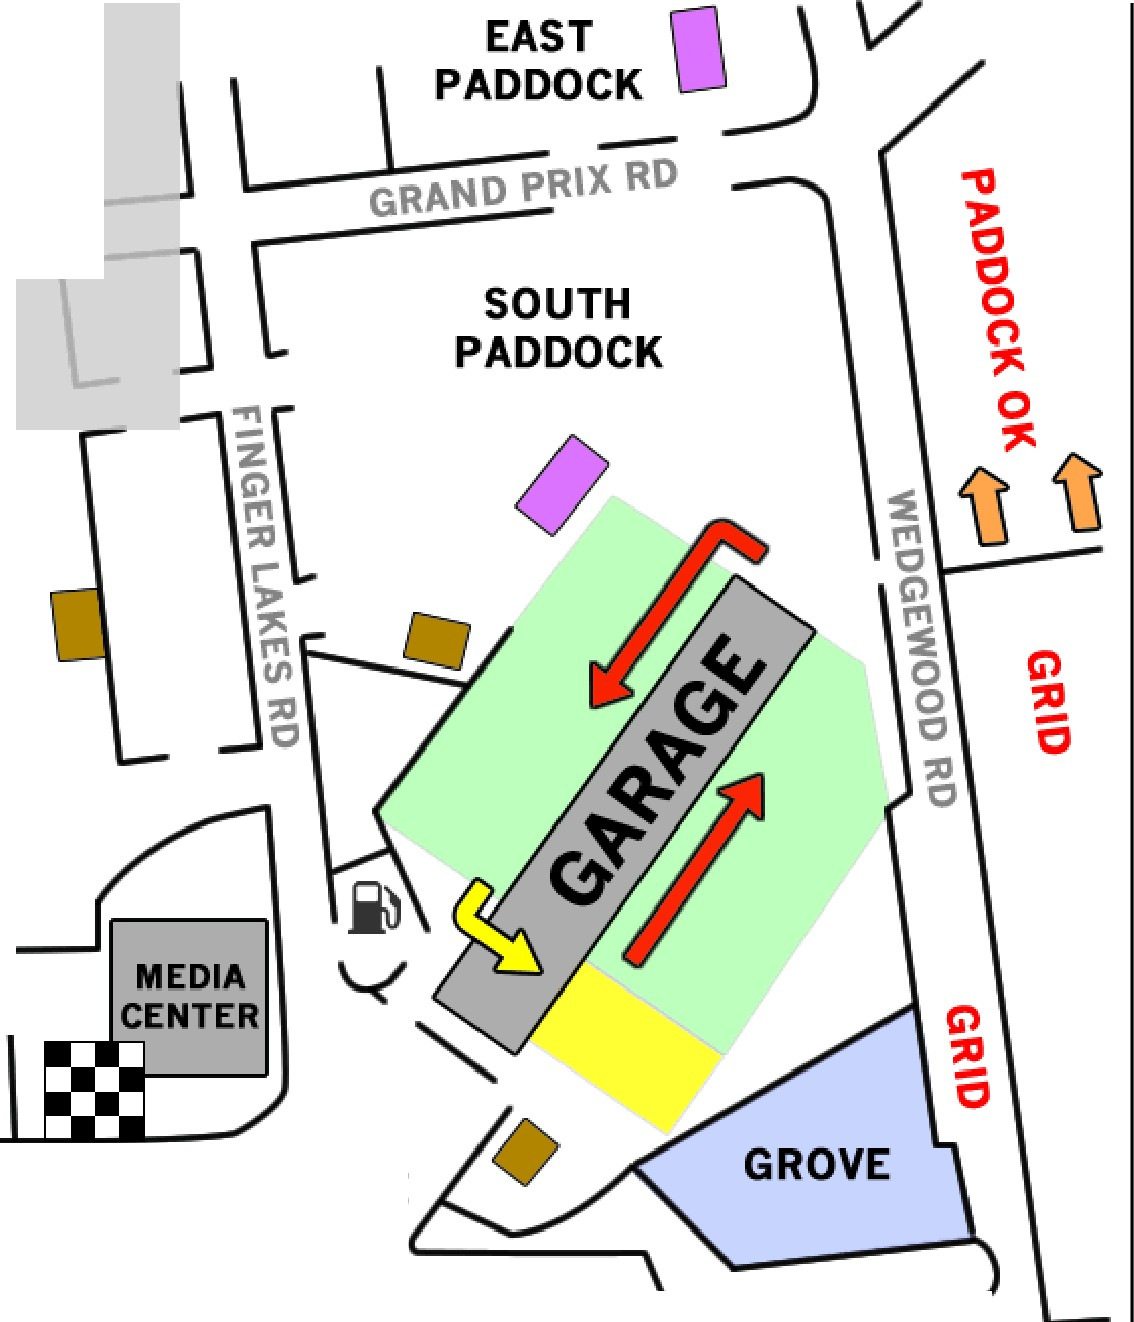 EAST
PADDOCK
GRAND PRIX RD
PADDOCK OK
SOUTH
PADDOCK
FINGER LAKES RD
WEDGEWOOD RD
GRID
GARAGE
MEDIA
CENTER
GRID
GROVE